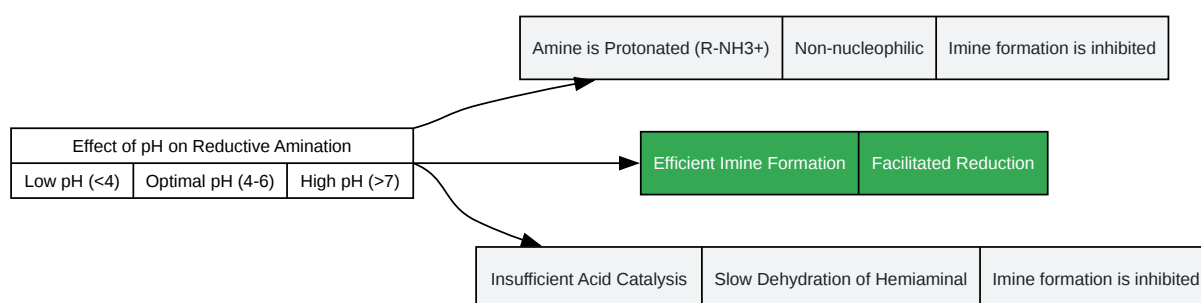 Amine is Protonated (R-NH3+) Non-nucleophilic Imine formation is inhibited
Effect of pH on Reductive Amination
Low pH (<4) Optimal pH (4-6) High pH (>7)
Efficient Imine Formation Facilitated Reduction
Insufficient Acid Catalysis Slow Dehydration of Hemiaminal Imine formation is inhibited